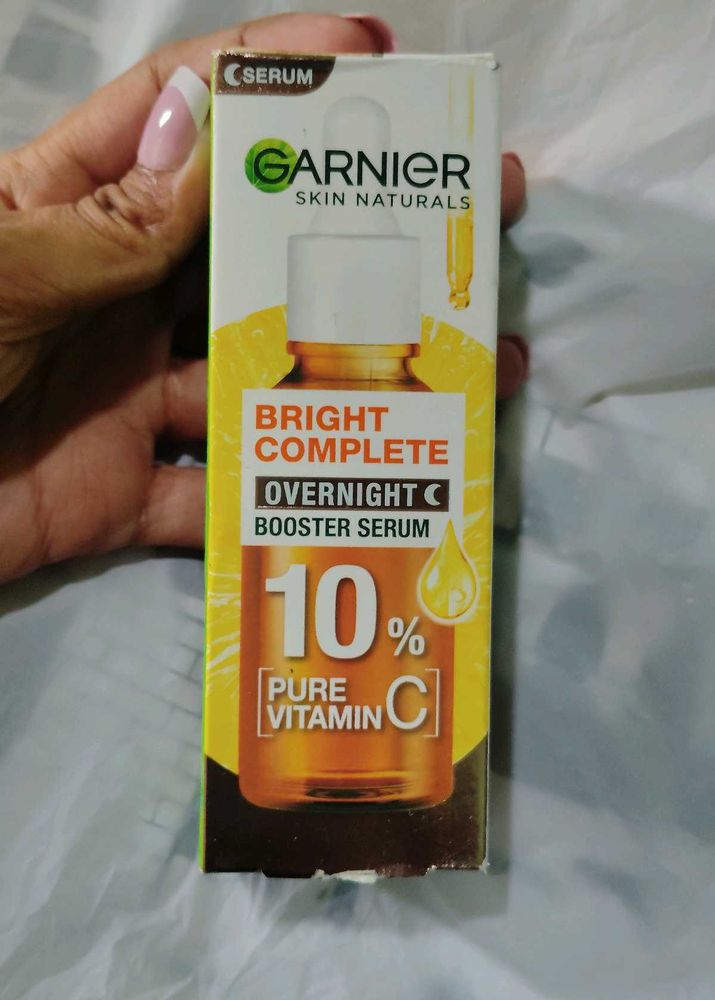 SERUM
GARNIER
SKIN NATURALS
BRIGHT
COMPLETE
OVERNIGHT
BOOSTER SERUM
10%
[PURE
VITAMIN C]